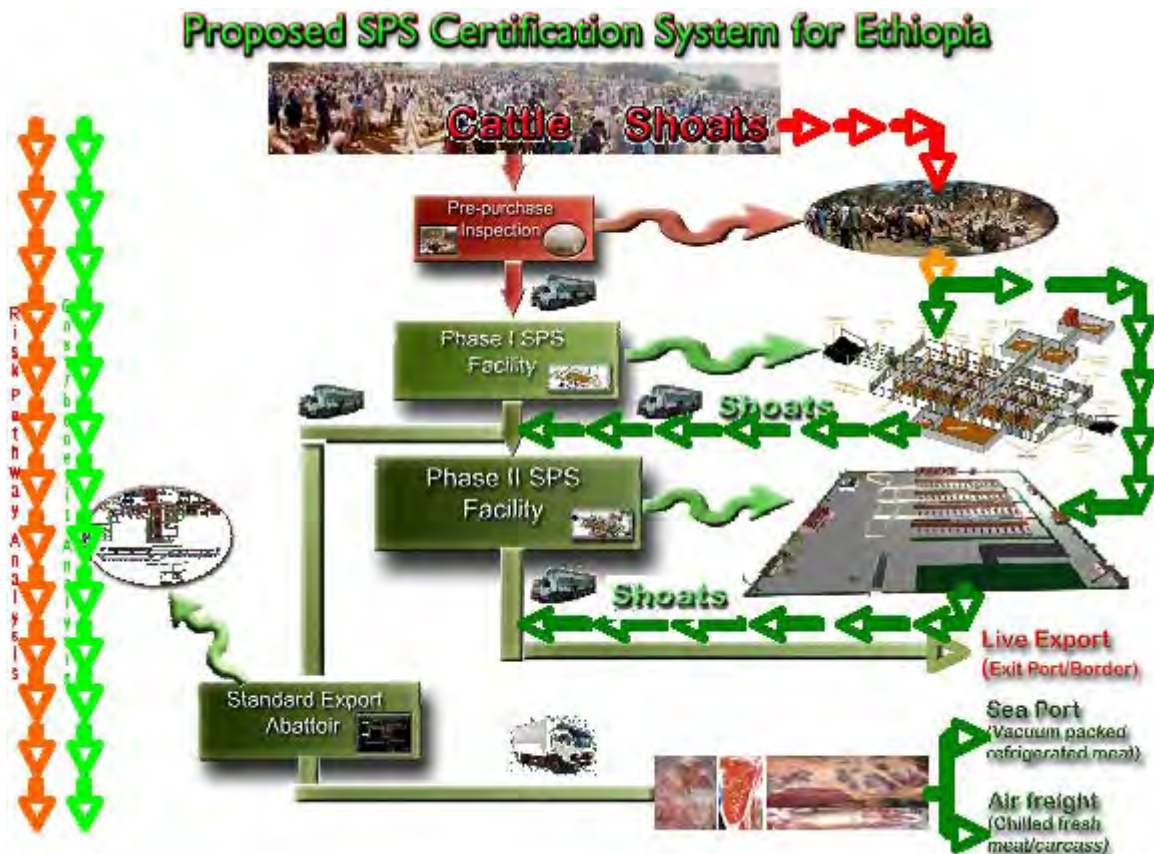 Proposed SPS Certification System for Ethiopia
Cattle Shoats
Pre-purchase
Inspection
Phase I SPS
Facility
Shoats
Phase II SPS
Facility
Shoats
Risk Pathway Analysis
Live Export
(Exit Port/Border)
Standard Export
Abattoir
Sea Port
(Vacuum packed
refrigerated meat)
Air freight
(Chilled fresh
meat/carcass)